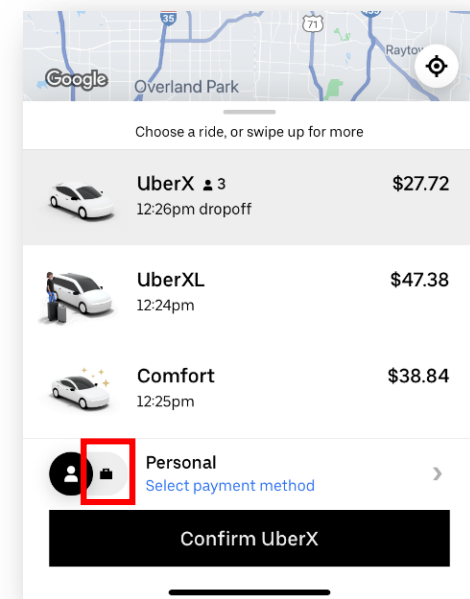 35
71
Raytow
Google
Overland Park
Choose a ride, or swipe up for more
UberX 3
$27.72
12:26pm dropoff
UberXL
$47.38
12:24pm
Comfort
$38.84
12:25pm
Personal
Select payment method
Confirm UberX